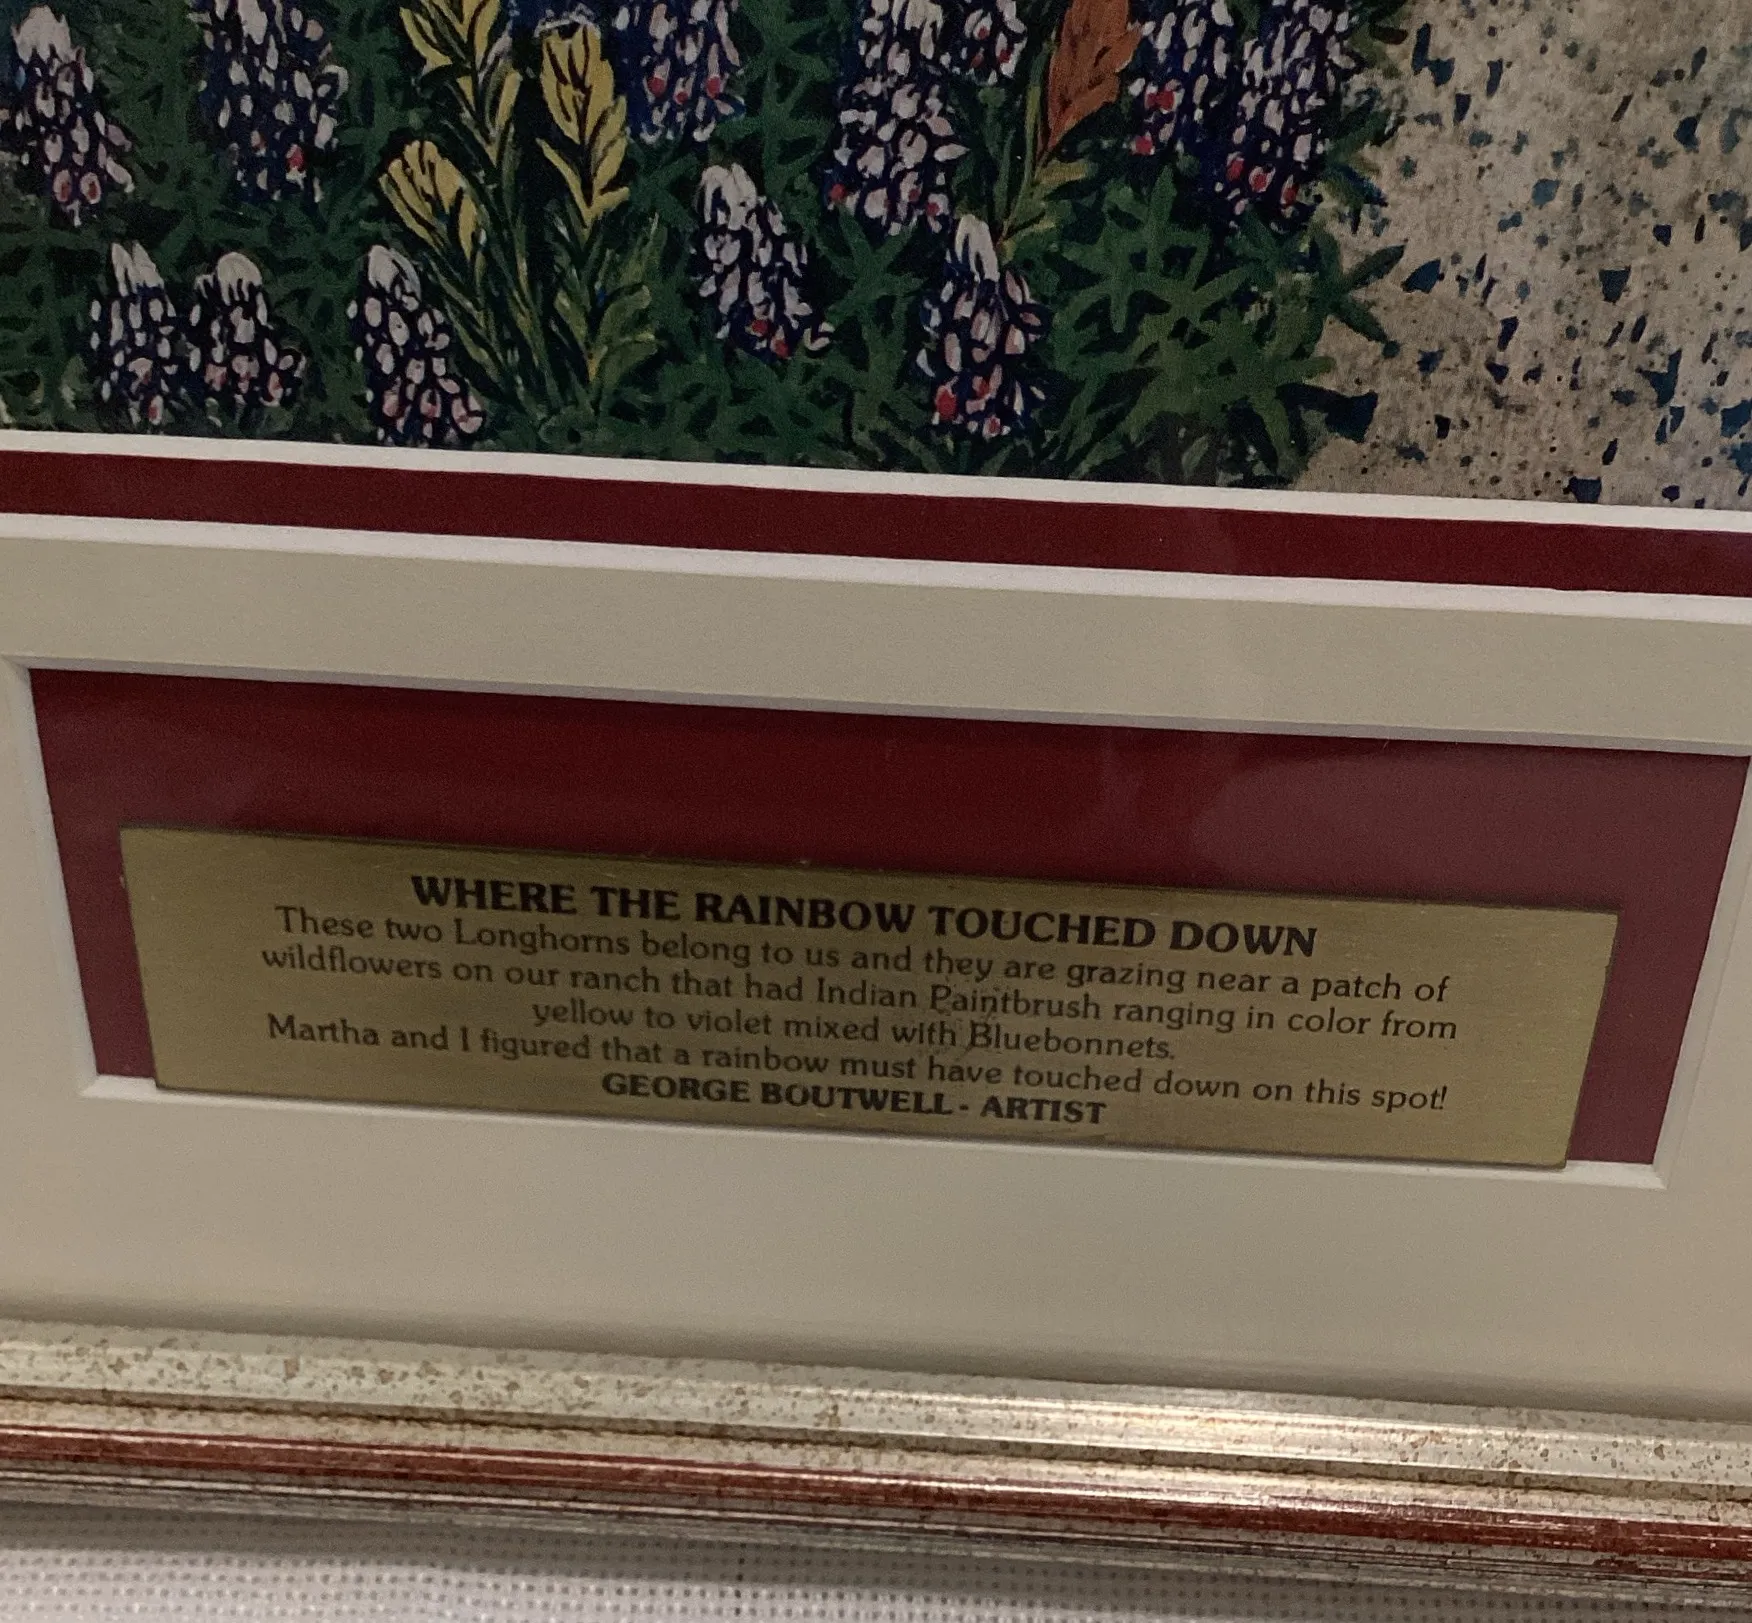 WHERE THE RAINBOW TOUCHED DOWN
These two Longhorns belong to us and they are grazing near a patch of
wildflowers on our ranch that had Indian Paintbrush ranging in color from
yellow to violet mixed with Bluebonnets.
Martha and I figured that a rainbow must have touched down on this spot!
GEORGE BOUTWELL - ARTIST